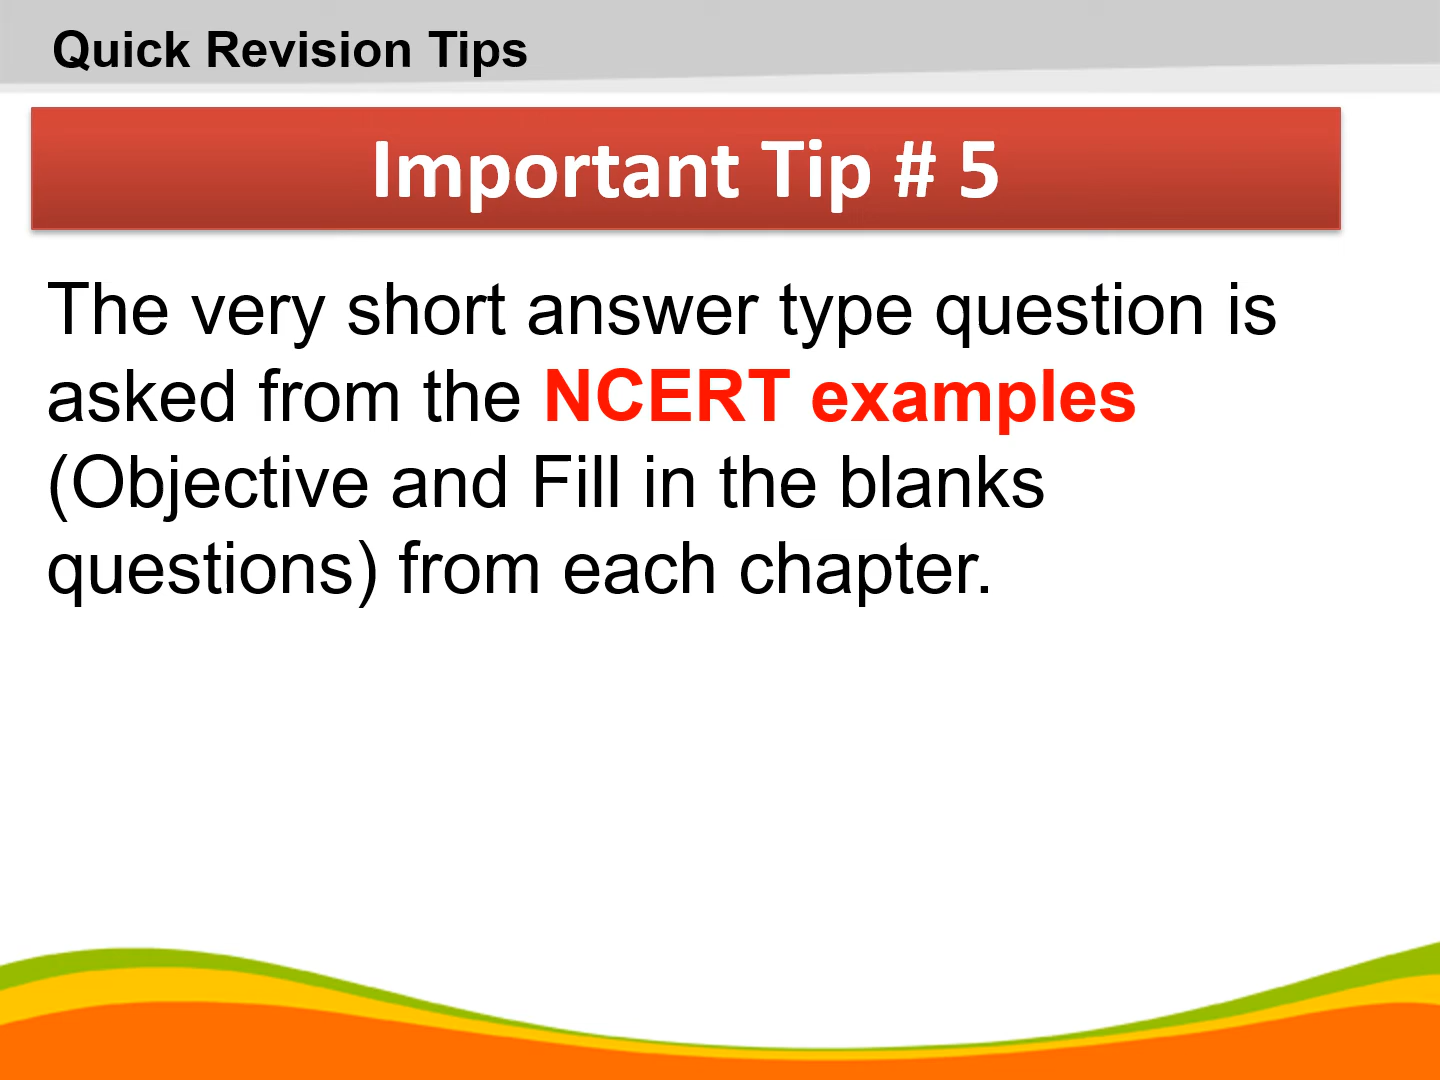 Quick Revision Tips
Important Tip # 5
The very short answer type question is
asked from the NCERT examples
(Objective and Fill in the blanks
questions) from each chapter.